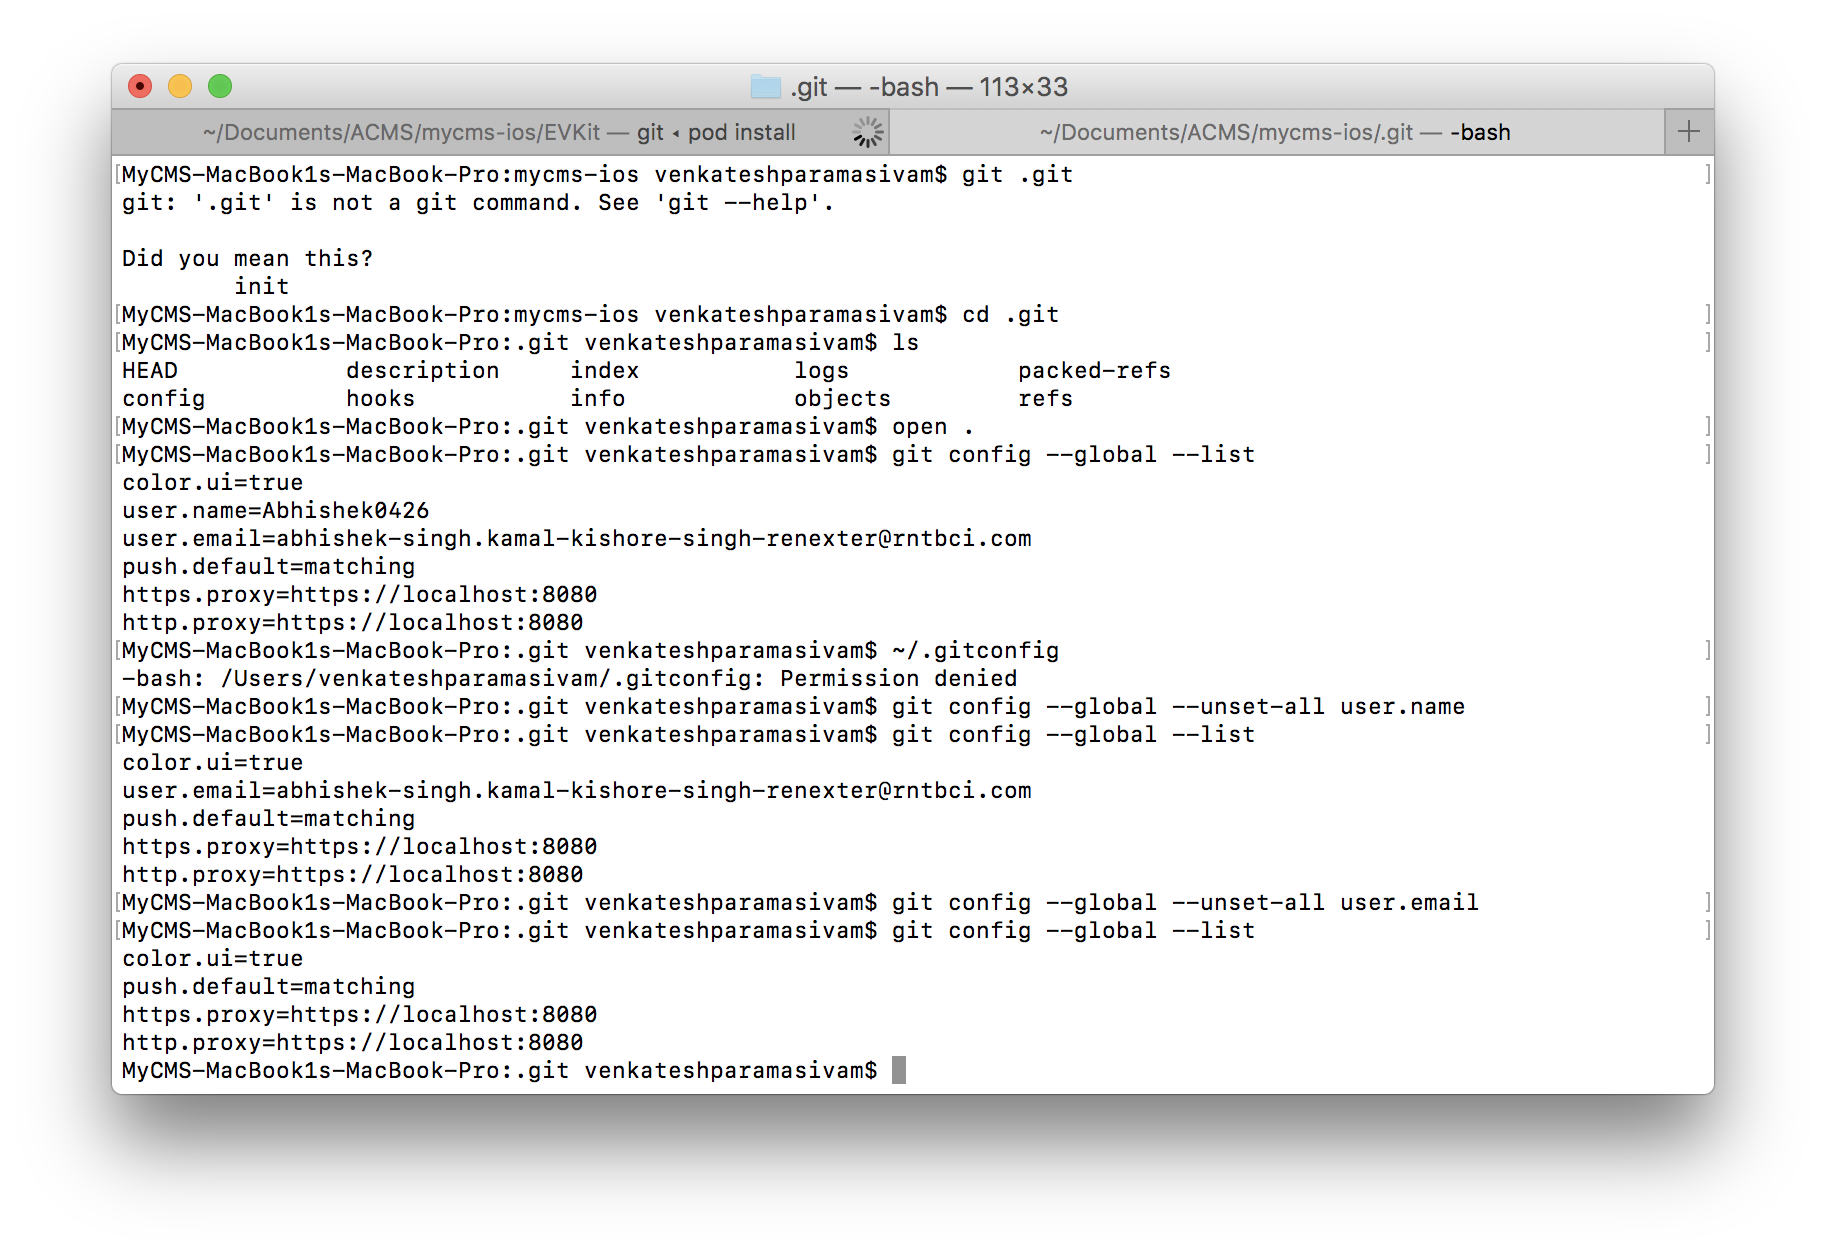 .git — -bash — 113×33
~/Documents/ACMS/mycms-ios/EVKit — git ◂ pod install
~/Documents/ACMS/mycms-ios/.git — -bash
[MyCMS-MacBook1s-MacBook-Pro:mycms-ios venkateshparamasivam$ git .git ]
git: '.git' is not a git command. See 'git --help'.
Did you mean this?
init
[MyCMS-MacBook1s-MacBook-Pro:mycms-ios venkateshparamasivam$ cd .git ]
[MyCMS-MacBook1s-MacBook-Pro:.git venkateshparamasivam$ ls ]
HEAD description index logs packed-refs
config hooks info objects refs
[MyCMS-MacBook1s-MacBook-Pro:.git venkateshparamasivam$ open . ]
[MyCMS-MacBook1s-MacBook-Pro:.git venkateshparamasivam$ git config --global --list ]
color.ui=true
user.name=Abhishek0426
user.email=abhishek-singh.kamal-kishore-singh-renexter@rntbci.com
push.default=matching
https.proxy=https://localhost:8080
http.proxy=https://localhost:8080
[MyCMS-MacBook1s-MacBook-Pro:.git venkateshparamasivam$ ~/.gitconfig ]
-bash: /Users/venkateshparamasivam/.gitconfig: Permission denied
[MyCMS-MacBook1s-MacBook-Pro:.git venkateshparamasivam$ git config --global --unset-all user.name ]
[MyCMS-MacBook1s-MacBook-Pro:.git venkateshparamasivam$ git config --global --list ]
color.ui=true
user.email=abhishek-singh.kamal-kishore-singh-renexter@rntbci.com
push.default=matching
https.proxy=https://localhost:8080
http.proxy=https://localhost:8080
[MyCMS-MacBook1s-MacBook-Pro:.git venkateshparamasivam$ git config --global --unset-all user.email ]
[MyCMS-MacBook1s-MacBook-Pro:.git venkateshparamasivam$ git config --global --list ]
color.ui=true
push.default=matching
https.proxy=https://localhost:8080
http.proxy=https://localhost:8080
MyCMS-MacBook1s-MacBook-Pro:.git venkateshparamasivam$